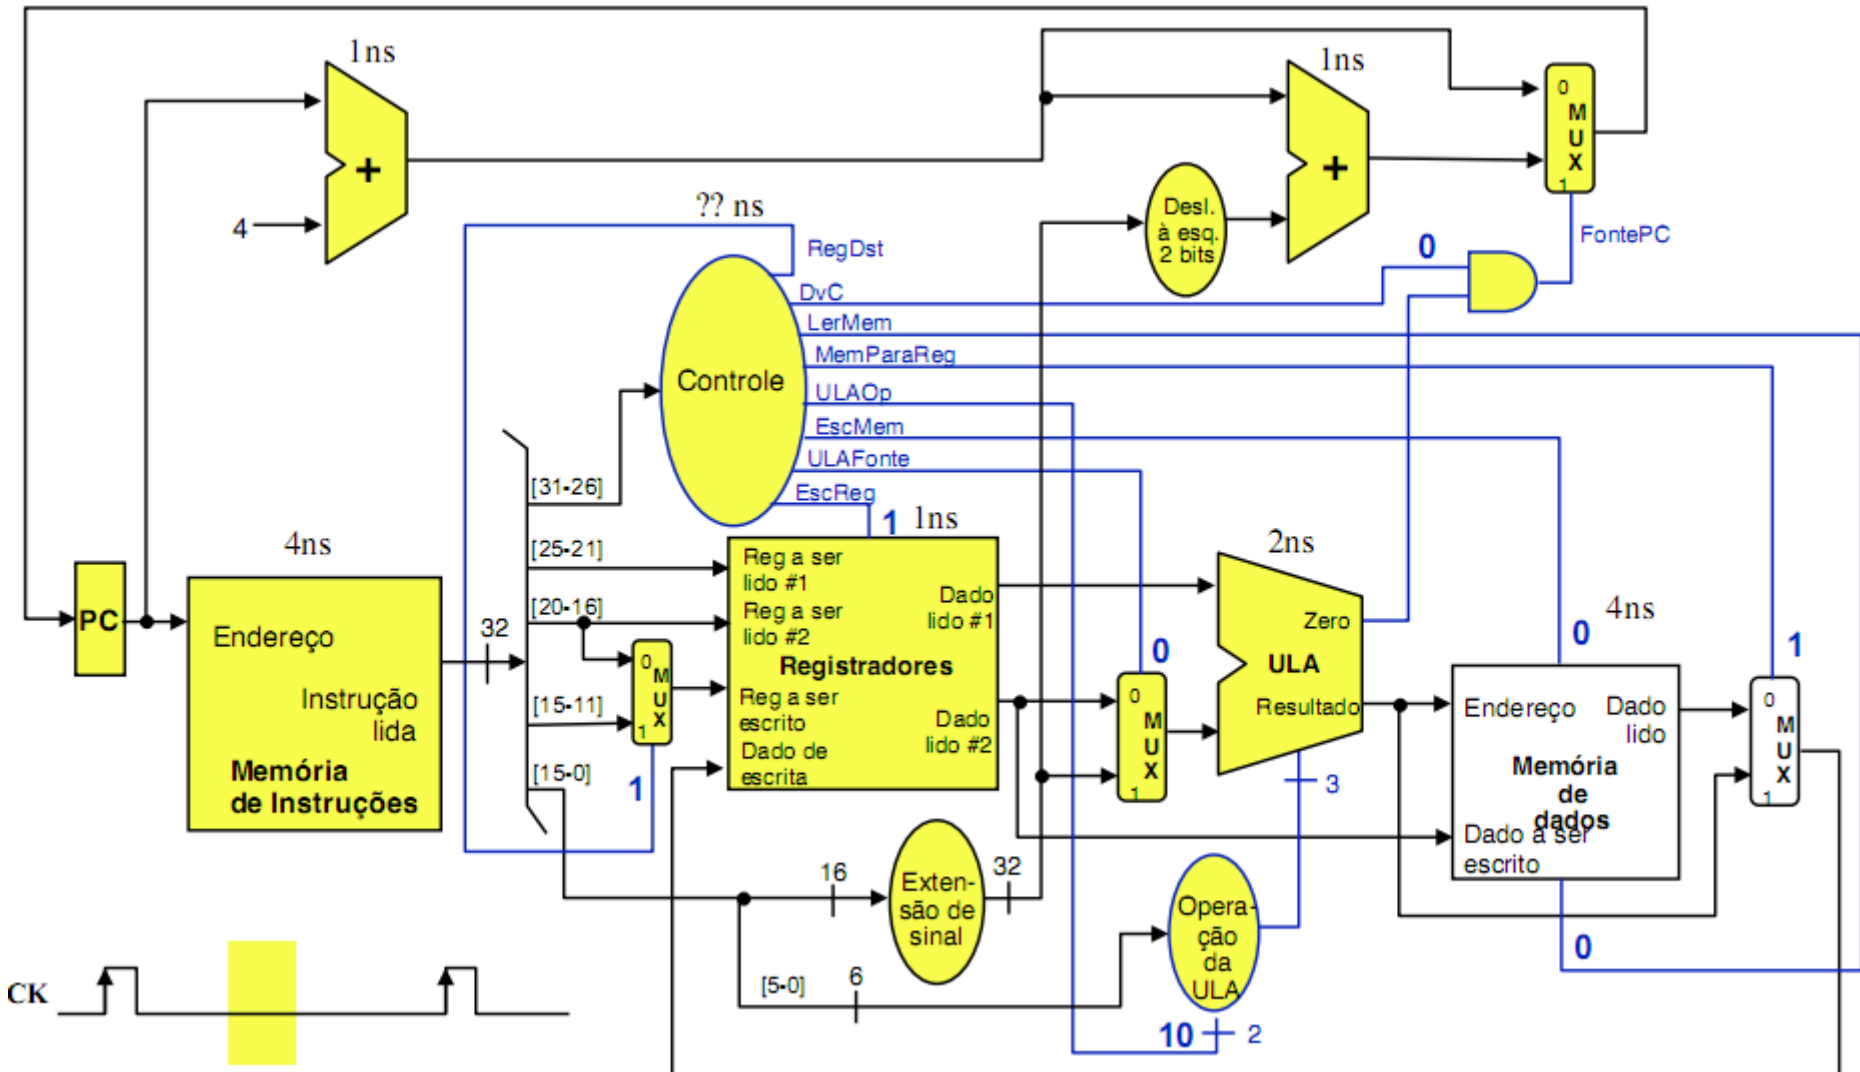 1ns
1ns
0
M
U
X
1
+
+
4
?? ns
RegDst
Desl.
à esq.
2 bits
0
FontePC
DvC
LerMem
MemParaReg
Controle
ULAOp
EscMem
ULAFonte
EscReg
[31-26]
1
1ns
4ns
[25-21]
Reg a ser
lido #1
2ns
[20-16]
Reg a ser
lido #2
Dado
lido #1
Zero
4ns
PC
Endereço
32
0
M
U
X
1
Registradores
0
ULA
0
1
Instrução
lida
[15-11]
Reg a ser
escrito
Dado
lido #2
0
M
U
X
1
Resultado
Endereço
Dado
lido
0
M
U
X
1
Memória
de Instruções
[15-0]
1
Dado de
escrita
3
Memória
de
dados
Dado a ser
escrito
16
Exten-
são de
sinal
32
Opera-
ção
da
ULA
0
CK
[5-0]
6
10
2